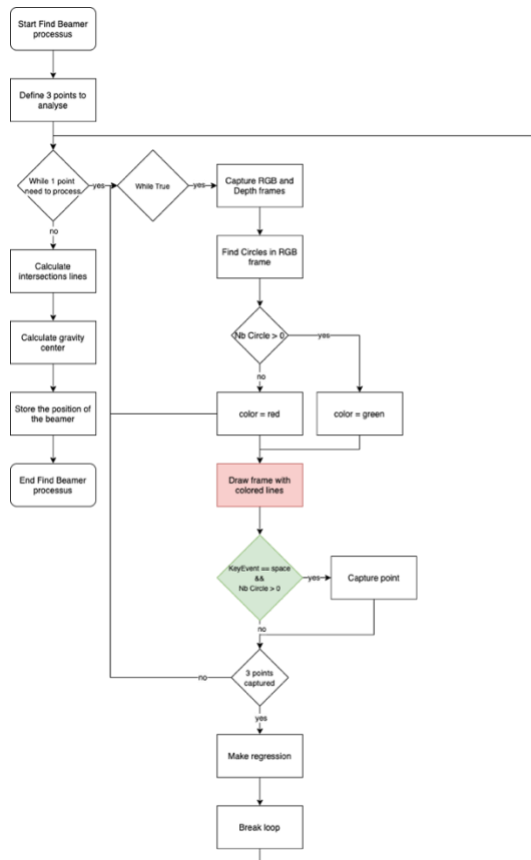 Start Find Beamer
processus
Define 3 points to
analyse
While 1 point
need to process
yes
While True
yes
Capture RGB and
Depth frames
no
Find Circles in RGB
frame
Calculate
intersections lines
Calculate gravity
center
Nb Circle > 0
yes
no
Store the position of
the beamer
color = red
color = green
End Find Beamer
processus
Draw frame with
colored lines
KeyEvent == space
&&
Nb Circle > 0
yes
Capture point
no
3 points
captured
no
yes
Make regression
Break loop